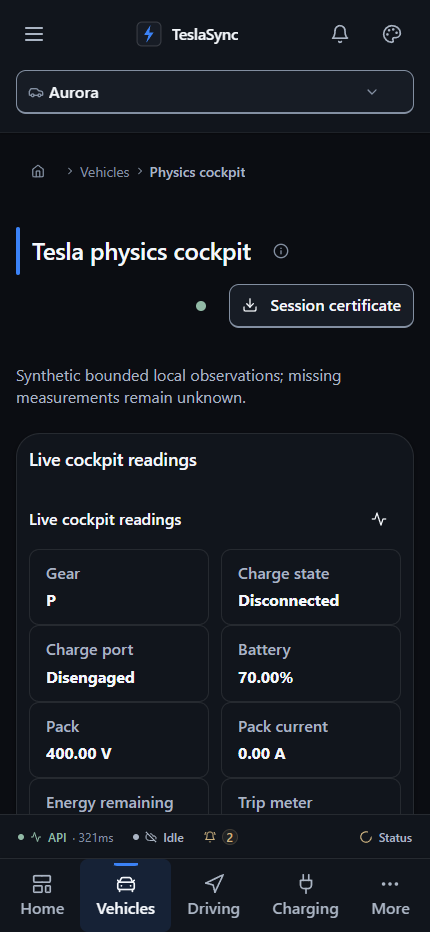 TeslaSync
Aurora
Vehicles > Physics cockpit
Tesla physics cockpit
Session certificate
Synthetic bounded local observations; missing
measurements remain unknown.
Live cockpit readings
Live cockpit readings
Gear
P
Charge state
Disconnected
Charge port
Disengaged
Battery
70.00%
Pack
400.00 V
Pack current
0.00 A
Energy remaining
Trip meter
API · 321ms
Idle
2
Status
Home
Vehicles
Driving
Charging
More